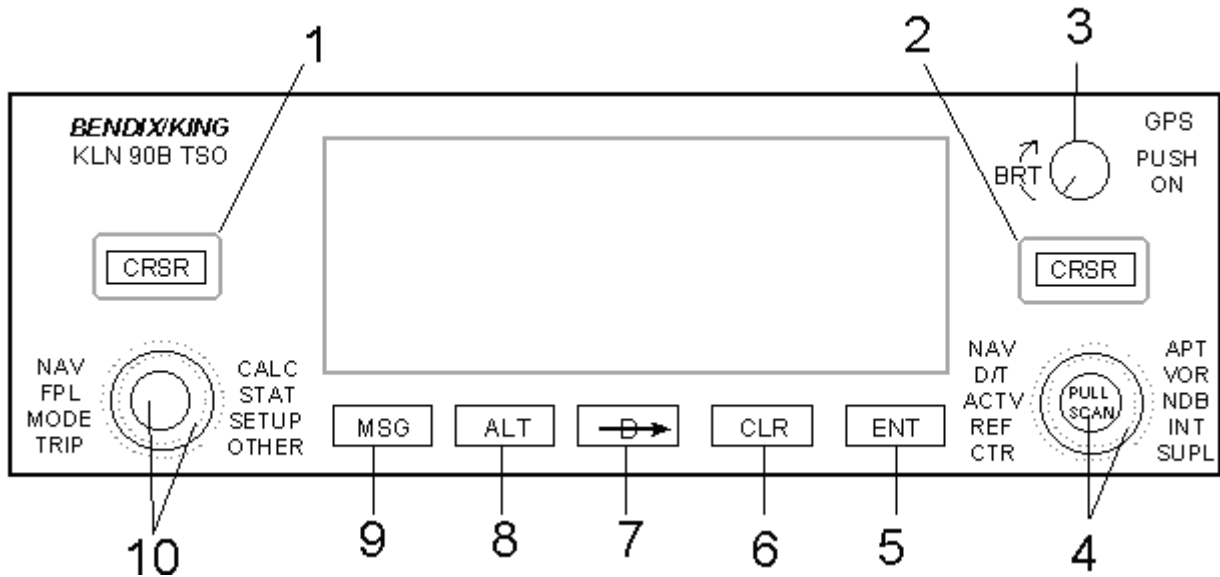 1
2
3
BENDIX/KING
KLN 90B TSO
GPS
PUSH
ON
BRT
CRSR
CRSR
NAV
FPL
MODE
TRIP
CALC
STAT
SETUP
OTHER
MSG
ALT
D
CLR
ENT
NAV
D/T
ACTV
REF
CTR
PULL
SCAN
APT
VOR
NDB
INT
SUPL
10
9
8
7
6
5
4